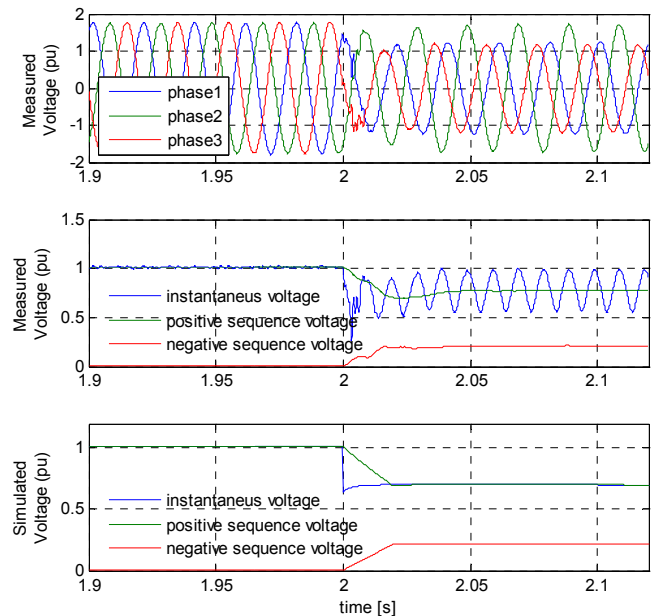 Measured
Voltage (pu)
2
1
0
-1
-2
phase1
phase2
phase3
1.9
1.95
2
2.05
2.1
Measured
Voltage (pu)
1.5
1
0.5
0
instantaneus voltage
positive sequence voltage
negative sequence voltage
1.9
1.95
2
2.05
2.1
Simulated
Voltage (pu)
1
0.5
0
instantaneus voltage
positive sequence voltage
negative sequence voltage
1.9
1.95
2
2.05
2.1
time [s]